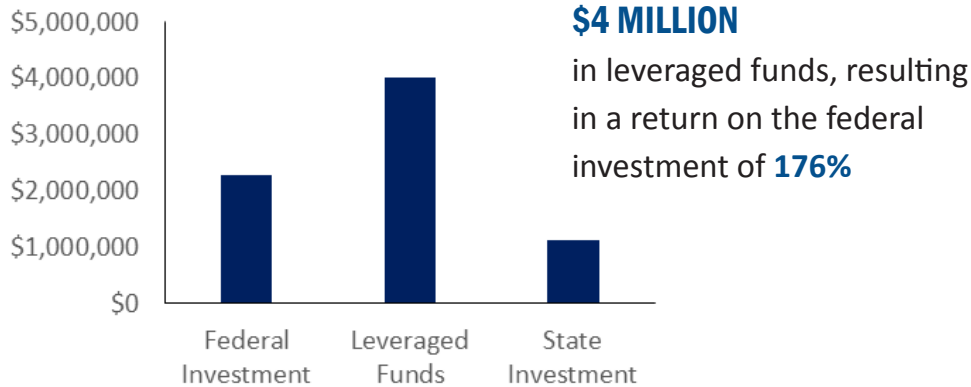 $5,000,000
$4,000,000
$3,000,000
$2,000,000
$1,000,000
$0
Federal
Investment
Leveraged
Funds
State
Investment
$4 MILLION
in leveraged funds, resulting
in a return on the federal
investment of 176%